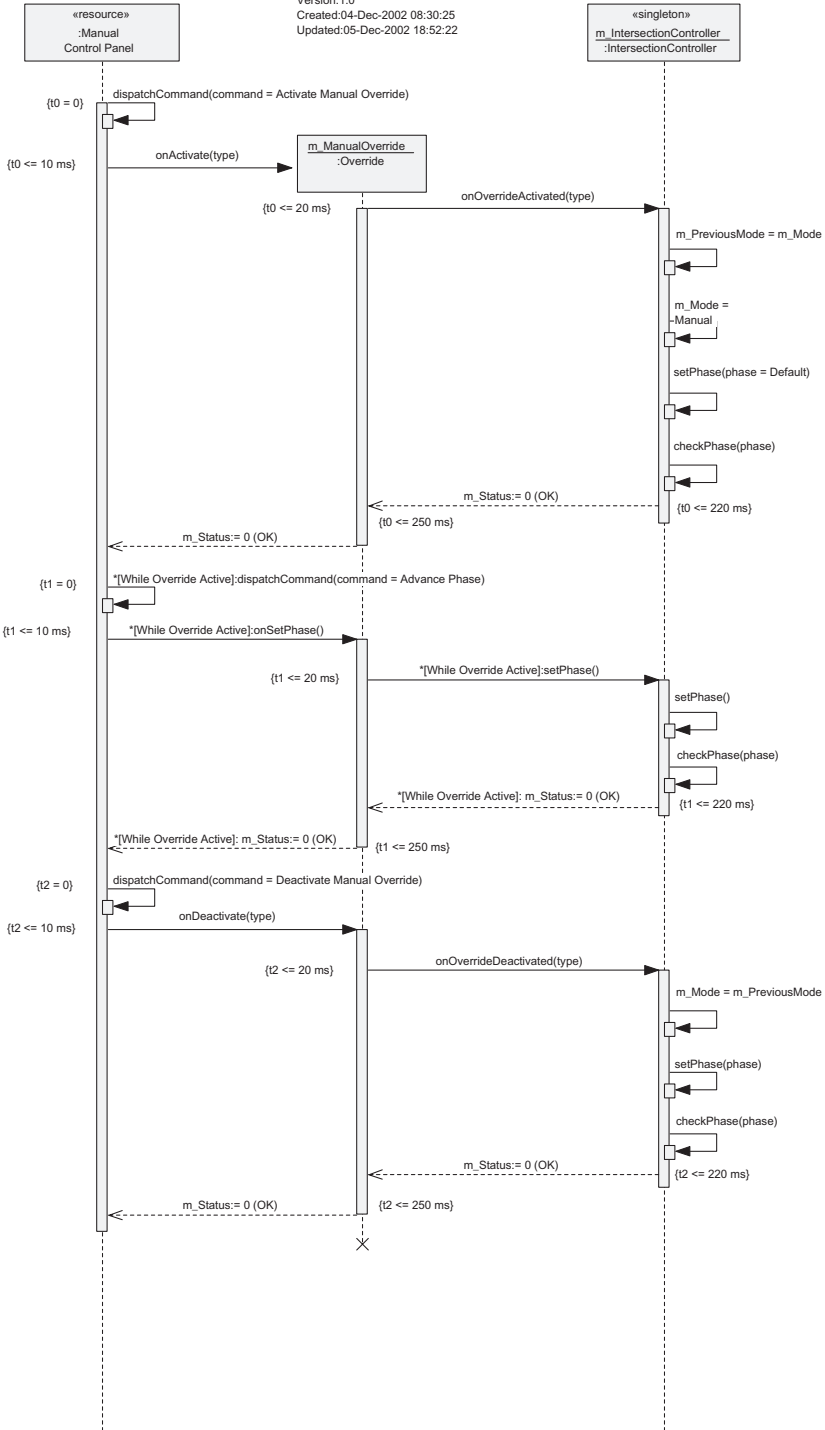 Version:1.0
Created:04-Dec-2002 08:30:25
Updated:05-Dec-2002 18:52:22
«resource»
:Manual
Control Panel
«singleton»
m_IntersectionController
:IntersectionController
{t0 = 0}
dispatchCommand(command = Activate Manual Override)
{t0 <= 10 ms}
onActivate(type)
m_ManualOverride
:Override
{t0 <= 20 ms}
onOverrideActivated(type)
m_PreviousMode = m_Mode
m_Mode =
Manual
setPhase(phase = Default)
checkPhase(phase)
m_Status:= 0 (OK)
{t0 <= 220 ms}
{t0 <= 250 ms}
m_Status:= 0 (OK)
{t1 = 0}
*[While Override Active]:dispatchCommand(command = Advance Phase)
{t1 <= 10 ms}
*[While Override Active]:onSetPhase()
{t1 <= 20 ms}
*[While Override Active]:setPhase()
setPhase()
checkPhase(phase)
*[While Override Active]: m_Status:= 0 (OK)
{t1 <= 220 ms}
*[While Override Active]: m_Status:= 0 (OK)
{t1 <= 250 ms}
{t2 = 0}
dispatchCommand(command = Deactivate Manual Override)
{t2 <= 10 ms}
onDeactivate(type)
{t2 <= 20 ms}
onOverrideDeactivated(type)
m_Mode = m_PreviousMode
setPhase(phase)
checkPhase(phase)
m_Status:= 0 (OK)
{t2 <= 220 ms}
m_Status:= 0 (OK)
{t2 <= 250 ms}